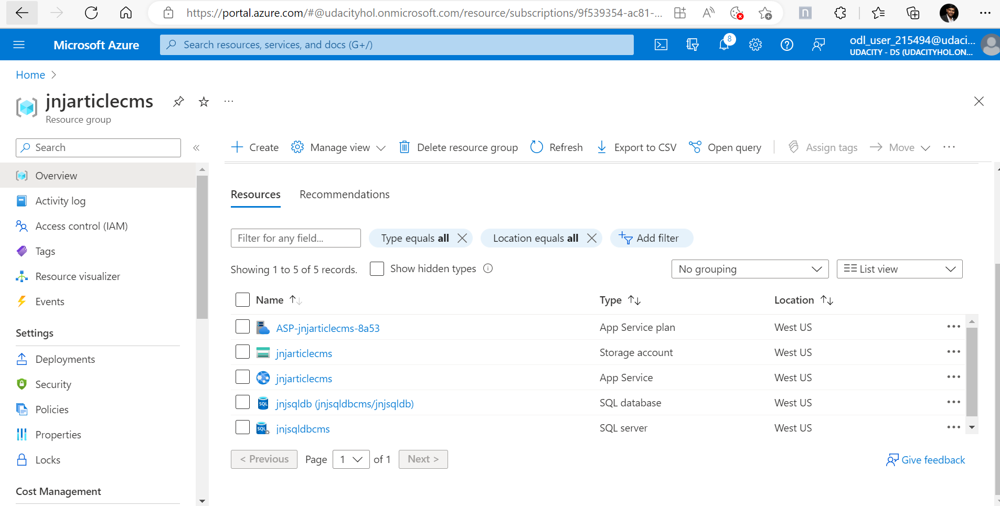 https://portal.azure.com/#@udacityhol.onmicrosoft.com/resource/subscriptions/9f539354-ac81-...
Microsoft Azure
Search resources, services, and docs (G+/)
8
odl_user_215494@udaci...
UDACITY - DS (UDACITYHOL.ON...
Home
jnjarticlecms
Resource group
Search
Create
Manage view
Delete resource group
Refresh
Export to CSV
Open query
Assign tags
Move
Overview
Activity log
Access control (IAM)
Tags
Resource visualizer
Events
Settings
Deployments
Security
Policies
Properties
Locks
Cost Management
Resources Recommendations
Filter for any field...
Type equals all
Location equals all
Add filter
Showing 1 to 5 of 5 records.
Show hidden types
No grouping
List view
Name Type Location
ASP-jnjarticlecms-8a53 App Service plan West US
jnjarticlecms Storage account West US
jnjarticlecms App Service West US
SQL jnjsqldb (jnjsqldbcms/jnjsqldb) SQL database West US
SQL jnjsqldbcms SQL server West US
< Previous Page 1 of 1 Next >
Give feedback